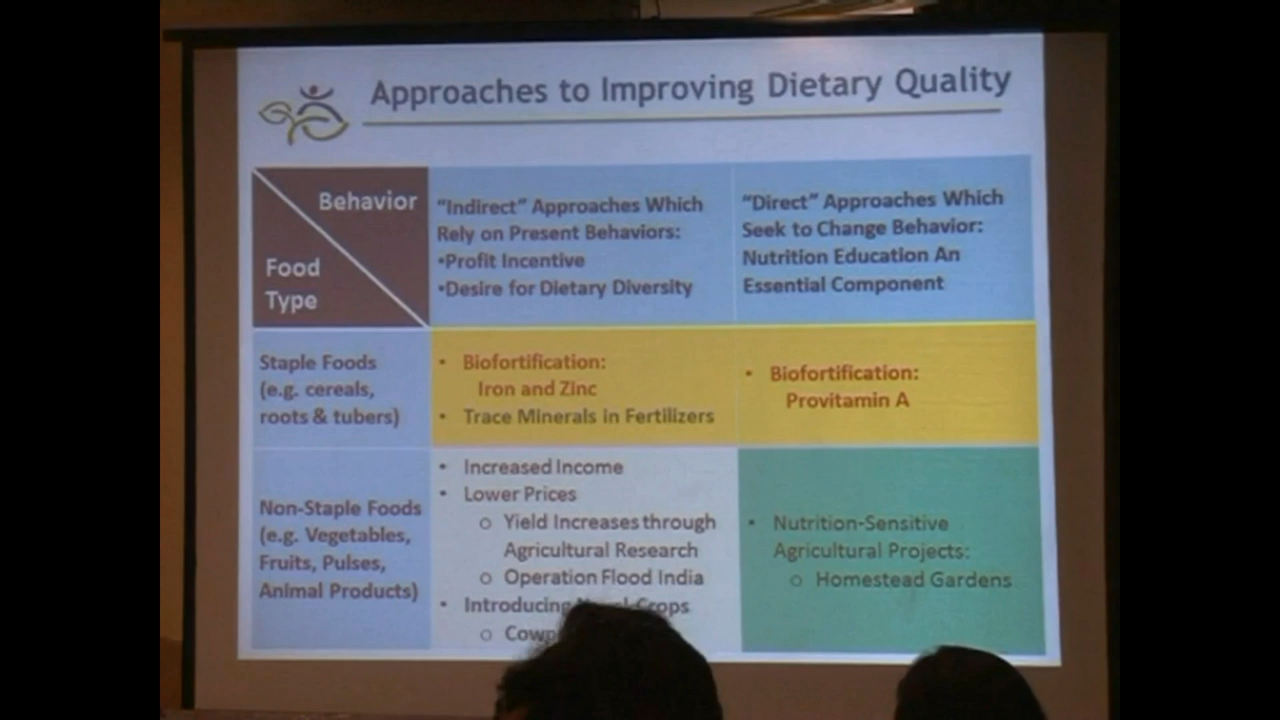 Approaches to Improving Dietary Quality
Behavior
Food
Type
“Indirect” Approaches Which
Rely on Present Behaviors:
•Profit Incentive
•Desire for Dietary Diversity
“Direct” Approaches Which
Seek to Change Behavior:
Nutrition Education An
Essential Component
Staple Foods
(e.g. cereals,
roots & tubers)
• Biofortification:
Iron and Zinc
• Trace Minerals in Fertilizers
• Biofortification:
Provitamin A
Non-Staple Foods
(e.g. Vegetables,
Fruits, Pulses,
Animal Products)
• Increased Income
• Lower Prices
o Yield Increases through
Agricultural Research
o Operation Flood India
• Introducing Crops
o
• Nutrition-Sensitive
Agricultural Projects:
o Homestead Gardens